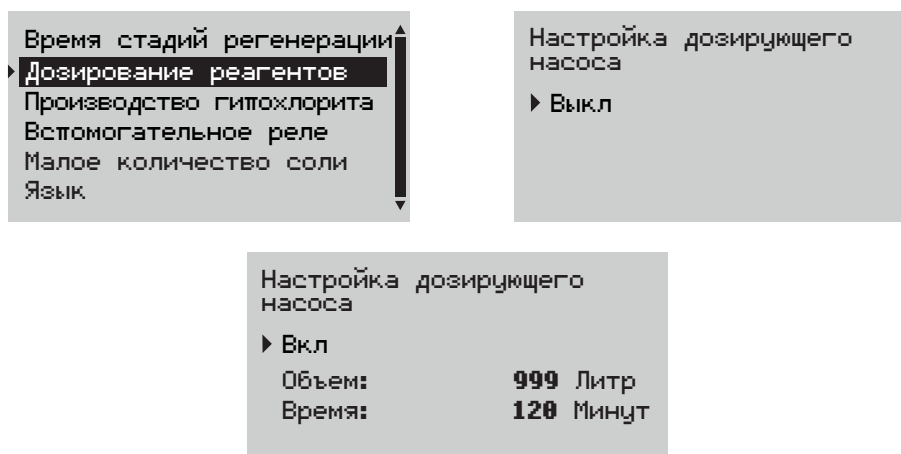 Время стадий регенерации
Дозирование реагентов
Производство гипохлорита
Вспомогательное реле
Малое количество соли
Язык
Настройка дозирующего
насоса
Выкл
Настройка дозирующего
насоса
Вкл
Объем: 999 Литр
Время: 120 Минут